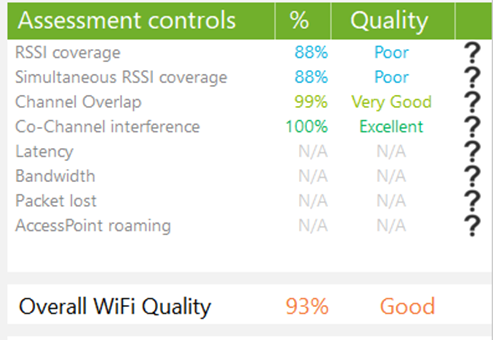 Assessment controls % Quality
RSSI coverage 88% Poor ?
Simultaneous RSSI coverage 88% Poor ?
Channel Overlap 99% Very Good ?
Co-Channel interference 100% Excellent ?
Latency N/A N/A ?
Bandwidth N/A N/A ?
Packet lost N/A N/A ?
AccessPoint roaming N/A N/A ?
Overall WiFi Quality 93% Good